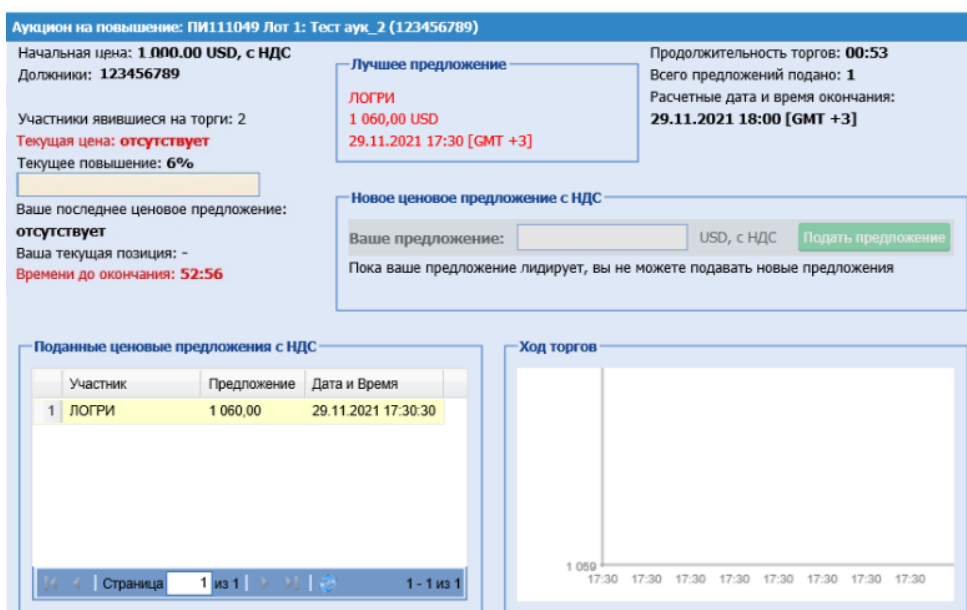 Аукцион на повышение: ПИ111049 Лот 1: Тест аук_2 (123456789)
Начальная цена: 1 000.00 USD, с НДС
Должники: 123456789
Участники явившиеся на торги: 2
Текущая цена: отсутствует
Текущее повышение: 6%
Ваше последнее ценовое предложение:
отсутствует
Ваша текущая позиция: -
Времени до окончания: 52:56
Лучшее предложение
ЛОГРИ
1 060,00 USD
29.11.2021 17:30 [GMT +3]
Продолжительность торгов: 00:53
Всего предложений подано: 1
Расчетные дата и время окончания:
29.11.2021 18:00 [GMT +3]
Новое ценовое предложение с НДС
Ваше предложение: USD, с НДС Подать предложение
Пока ваше предложение лидирует, вы не можете подавать новые предложения
Поданные ценовые предложения с НДС
Участник Предложение Дата и Время
1 ЛОГРИ 1 060,00 29.11.2021 17:30:30
Страница 1 из 1 1 - 1 из 1
Ход торгов
1 059
17:30 17:30 17:30 17:30 17:30 17:30 17:30 17:30